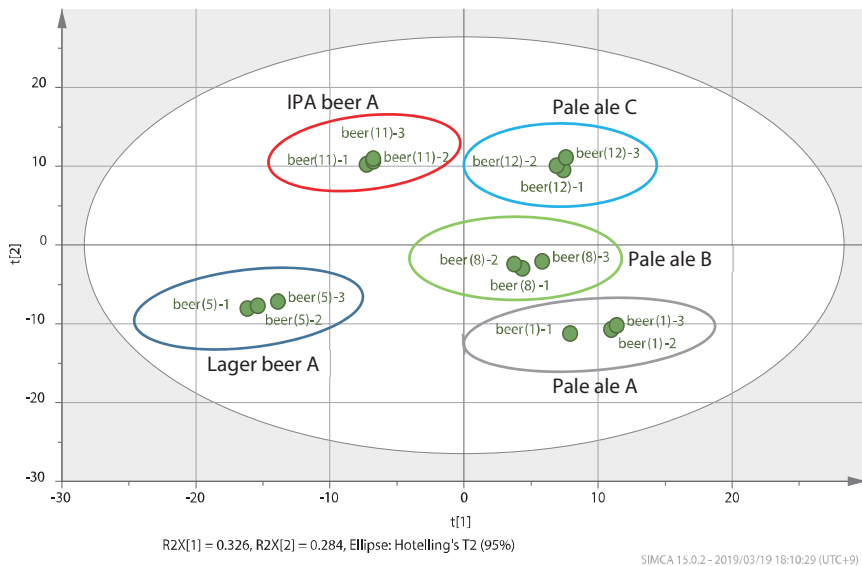 20
10
0
-10
-20
-30
t[2]
-30
-20
-10
0
10
20
t[1]
IPA beer A
beer(11)-3
beer(11)-1
beer(11)-2
Pale ale C
beer(12)-2
beer(12)-3
beer(12)-1
beer(8)-2
beer(8)-3
beer(8)-1
Pale ale B
beer(5)-1
beer(5)-3
beer(5)-2
Lager beer A
beer(1)-1
beer(1)-3
beer(1)-2
Pale ale A
R2X[1] = 0.326, R2X[2] = 0.284, Ellipse: Hotelling's T2 (95%)
SIMCA 15.0.2 - 2019/03/19 18:10:29 (UTC+9)